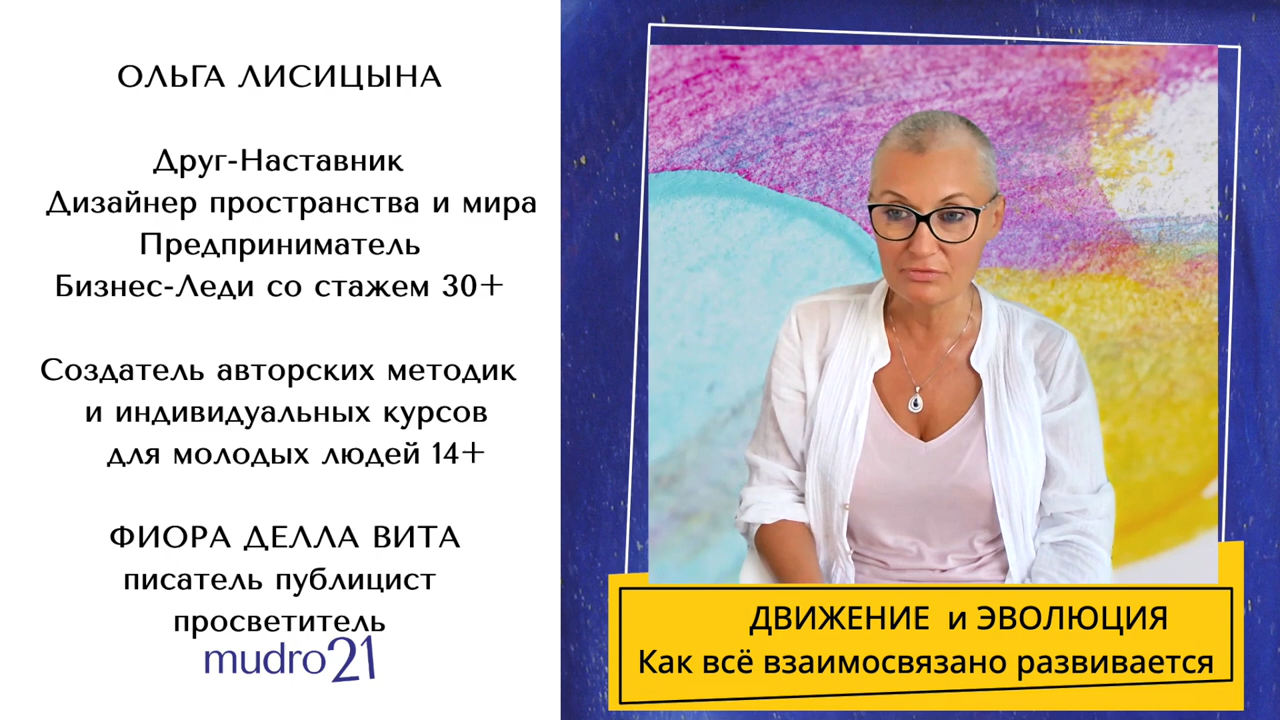 ОЛЬГА ЛИСИЦЫНА
Друг-Наставник
Дизайнер пространства и мира
Предприниматель
Бизнес-Леди со стажем 30+
Создатель авторских методик
и индивидуальных курсов
для молодых людей 14+
ФИОРА ДЕЛЛА ВИТА
писатель публицист
просветитель
mudro21
ДВИЖЕНИЕ и ЭВОЛЮЦИЯ
Как всё взаимосвязано развивается